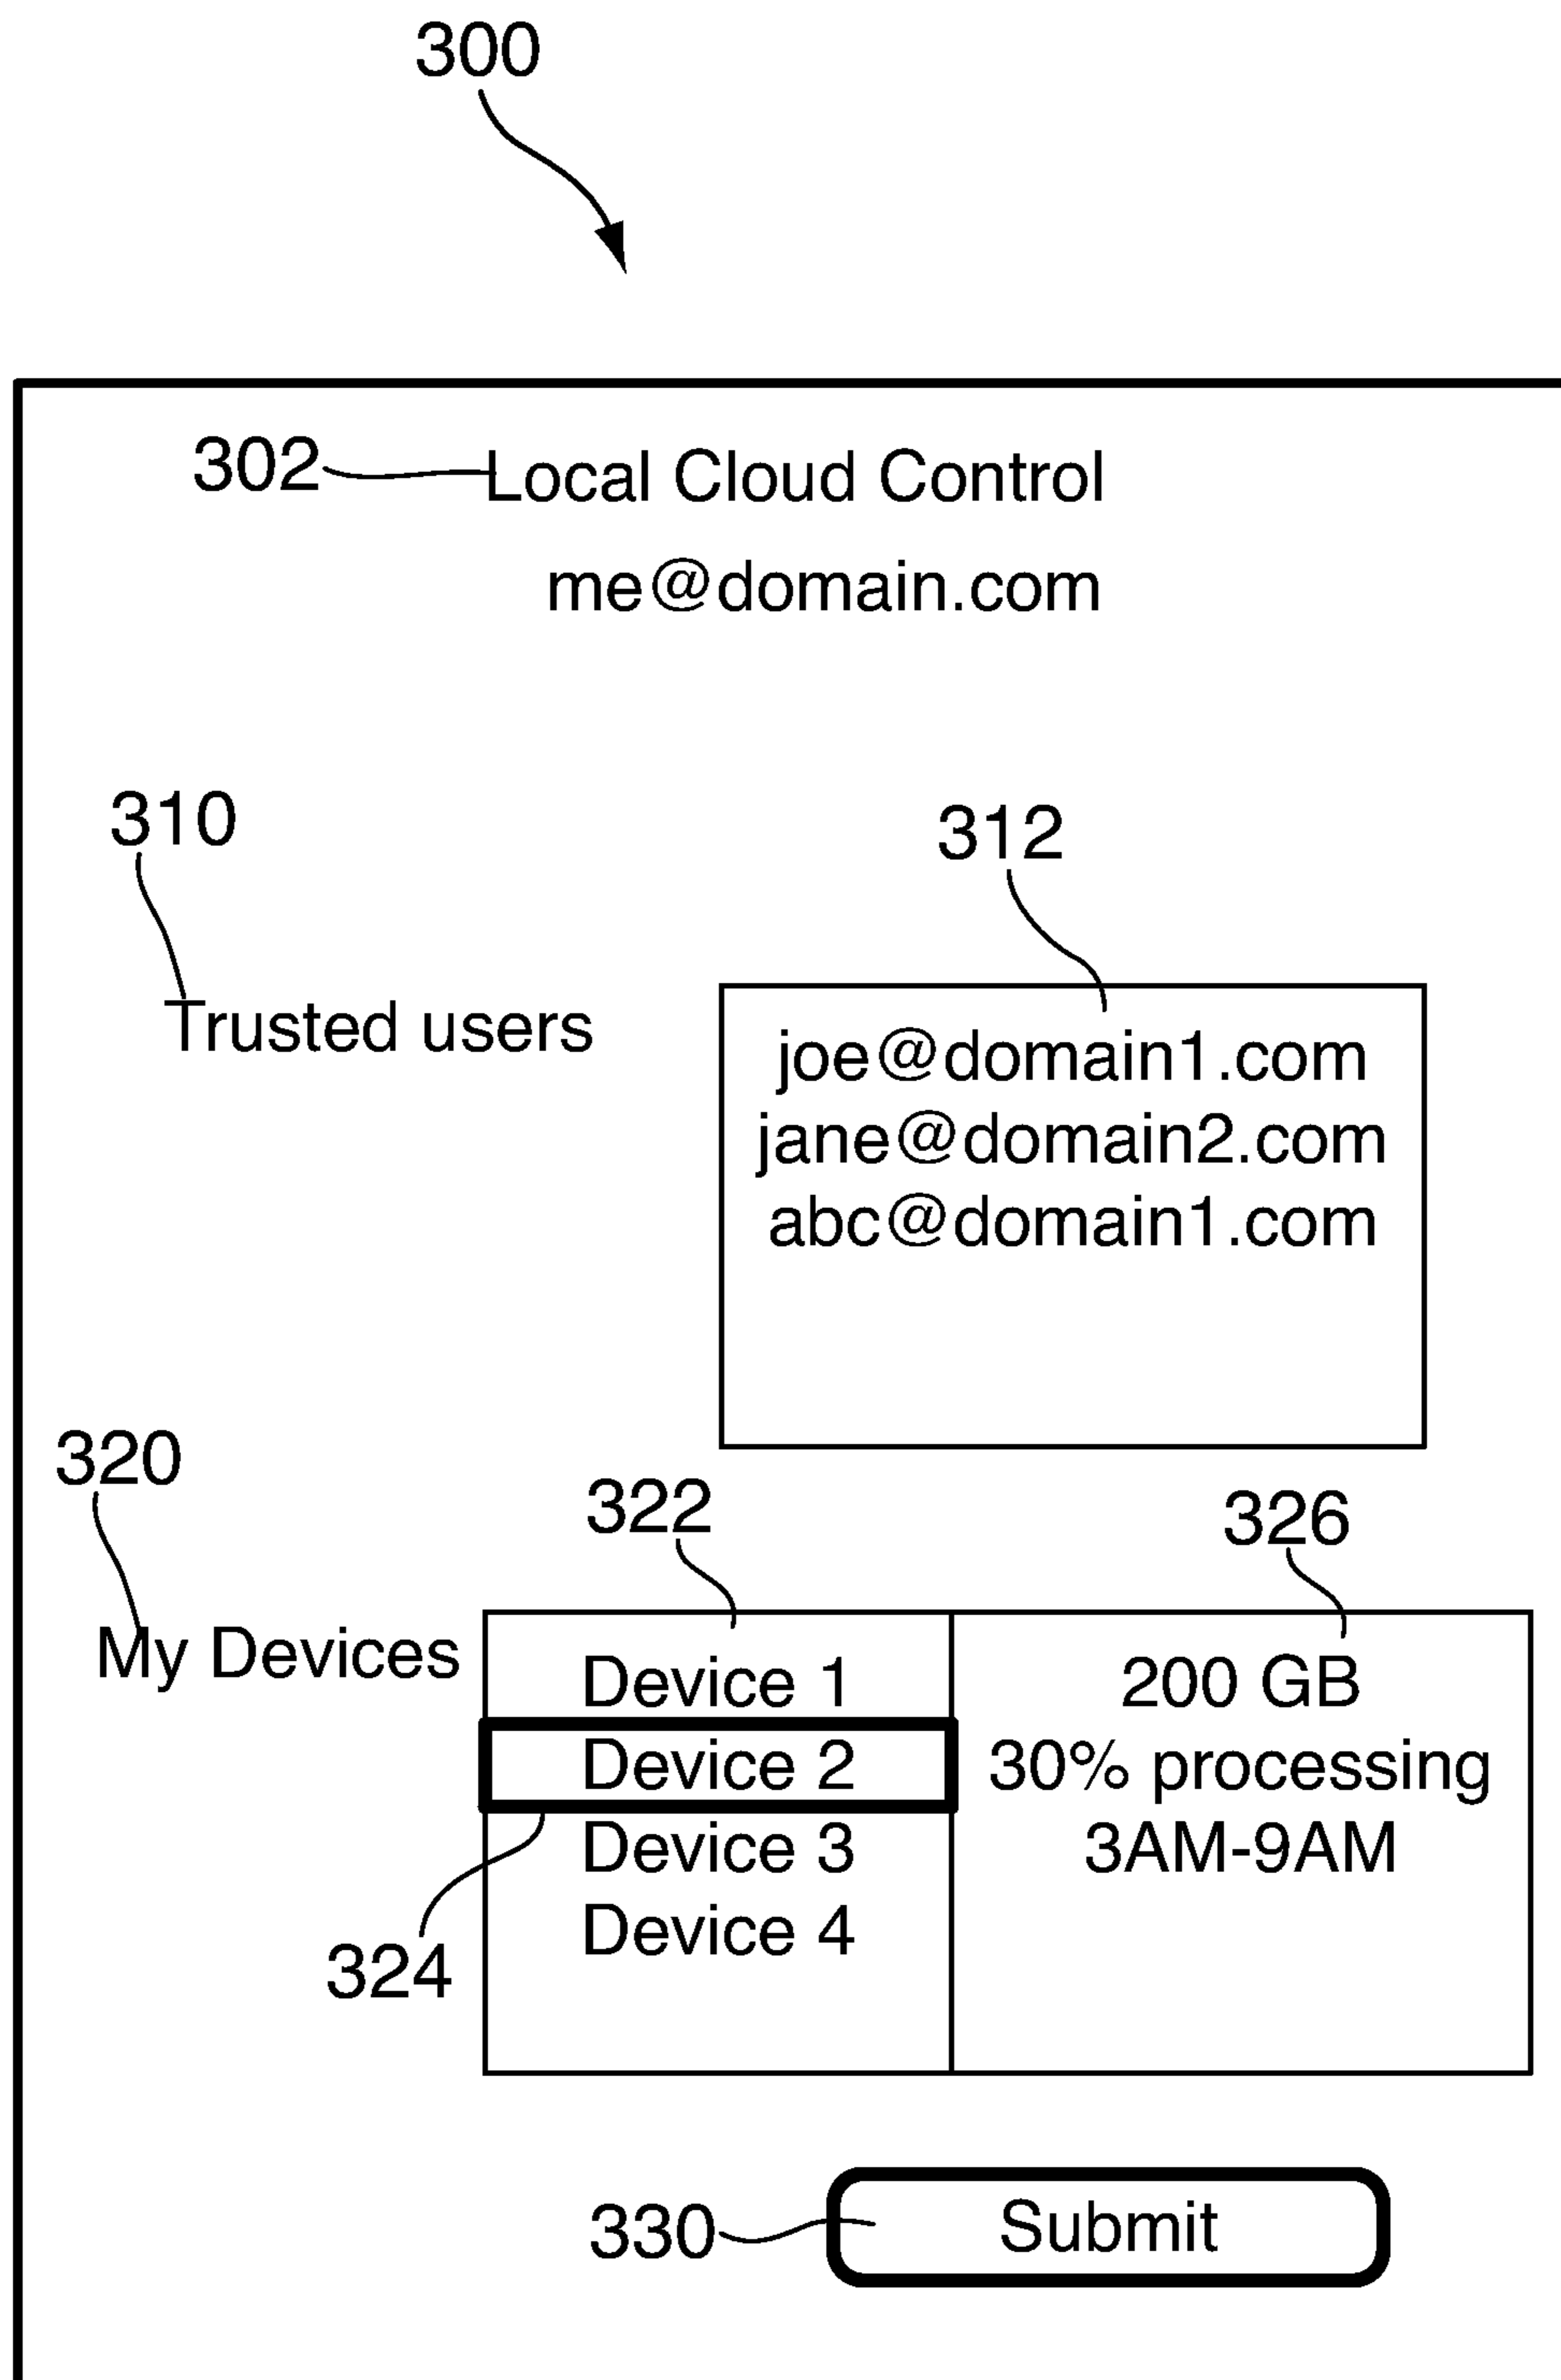 300
302 Local Cloud Control
me@domain.com
310
312
Trusted users
joe@domain1.com
jane@domain2.com
abc@domain1.com
320
322
326
My Devices
Device 1
Device 2
Device 3
Device 4
200 GB
30% processing
3AM-9AM
324
330 Submit